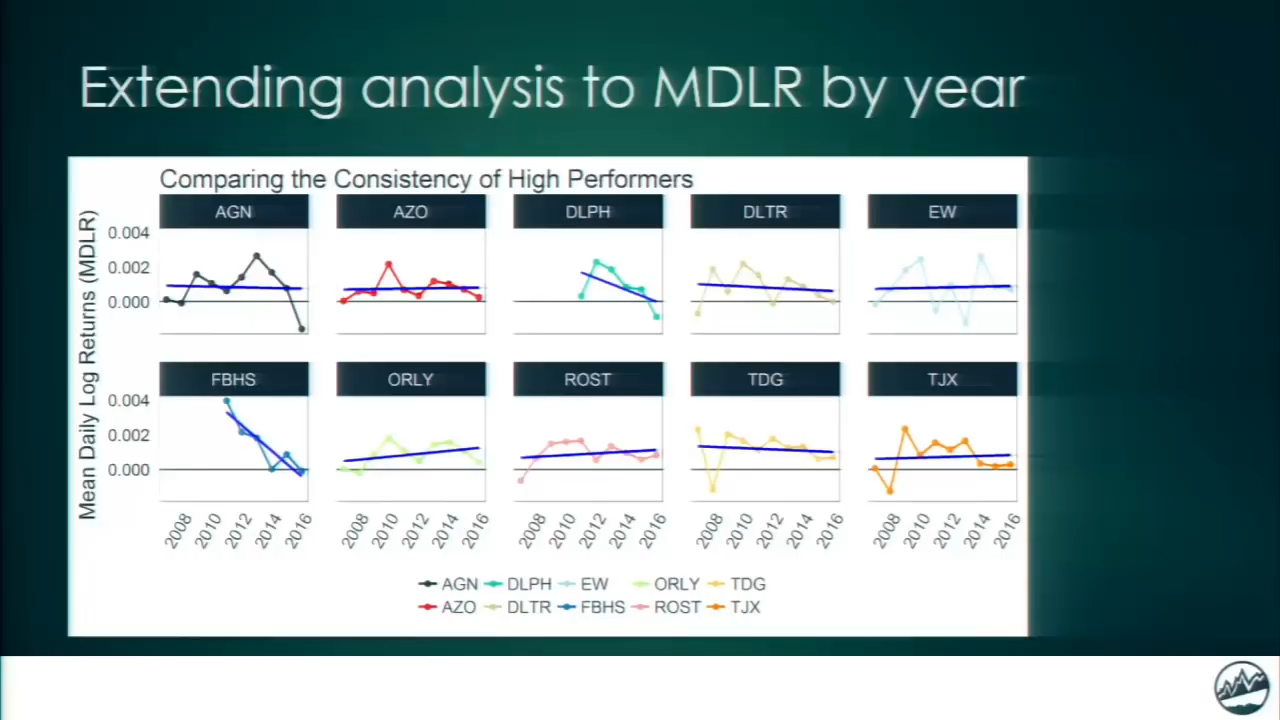 Extending analysis to MDLR by year
Comparing the Consistency of High Performers
Mean Daily Log Returns (MDLR)
AGN AZO DLPH DLTR EW
0.004
0.002
0.000
FBHS ORLY ROST TDG TJX
0.004
0.002
0.000
2008 2010 2012 2014 2016 2008 2010 2012 2014 2016 2008 2010 2012 2014 2016 2008 2010 2012 2014 2016 2008 2010 2012 2014 2016
AGN DLPH EW ORLY TDG
AZO DLTR FBHS ROST TJX